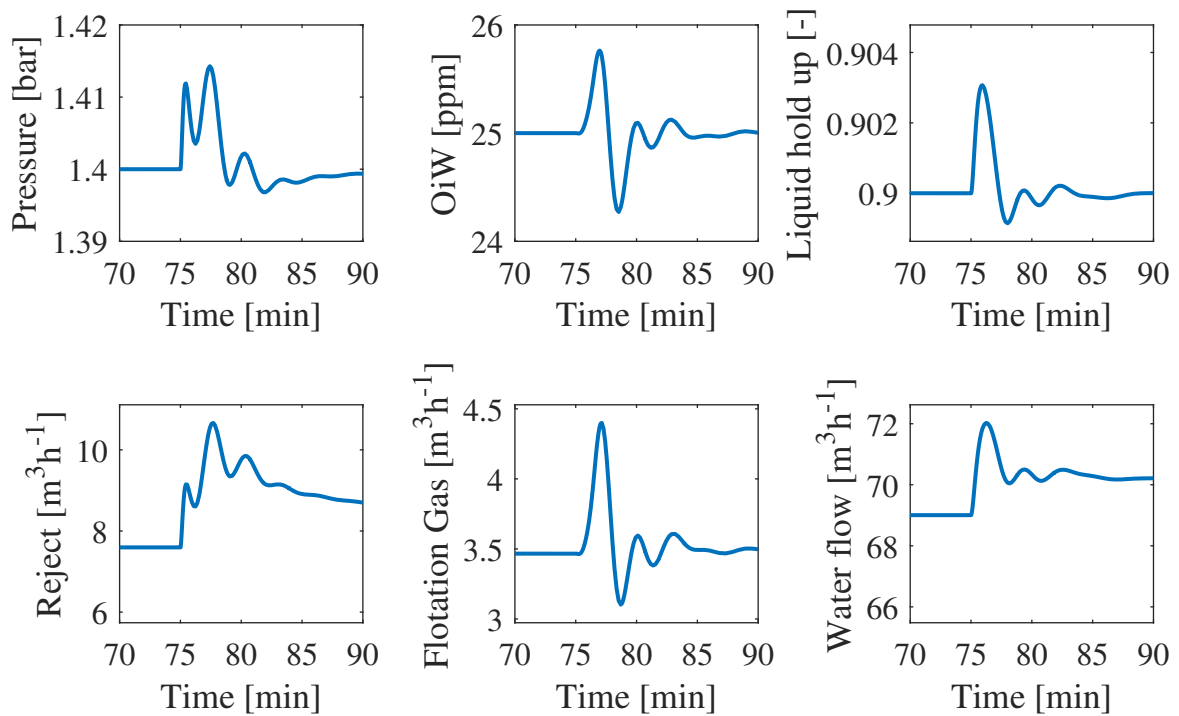 Pressure [bar]
1.42
1.41
1.4
1.39
70 75 80 85 90
Time [min]
OiW [ppm]
26
25
24
70 75 80 85 90
Time [min]
Liquid hold up [-]
0.904
0.902
0.9
70 75 80 85 90
Time [min]
Reject [m³h⁻¹]
10
8
6
70 75 80 85 90
Time [min]
Flotation Gas [m³h⁻¹]
4.5
4
3.5
3
70 75 80 85 90
Time [min]
Water flow [m³h⁻¹]
72
70
68
66
70 75 80 85 90
Time [min]